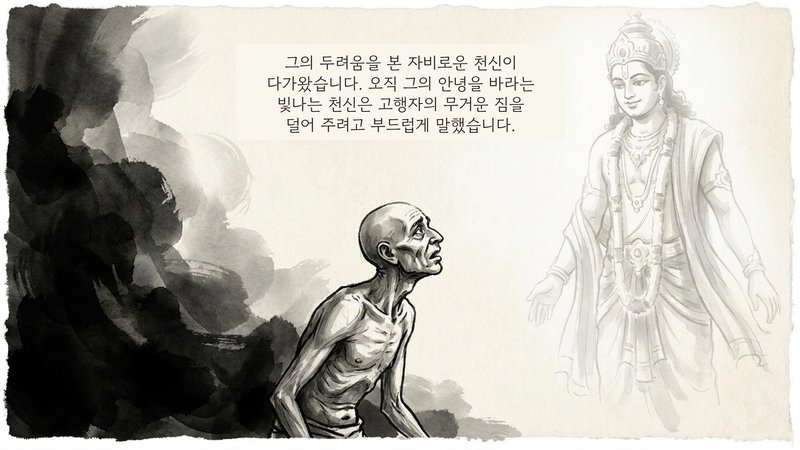 그의 두려움을 본 자비로운 천신이
다가왔습니다. 오직 그의 안녕을 바라는
빛나는 천신은 고행자의 무거운 짐을
덜어 주려고 부드럽게 말했습니다.